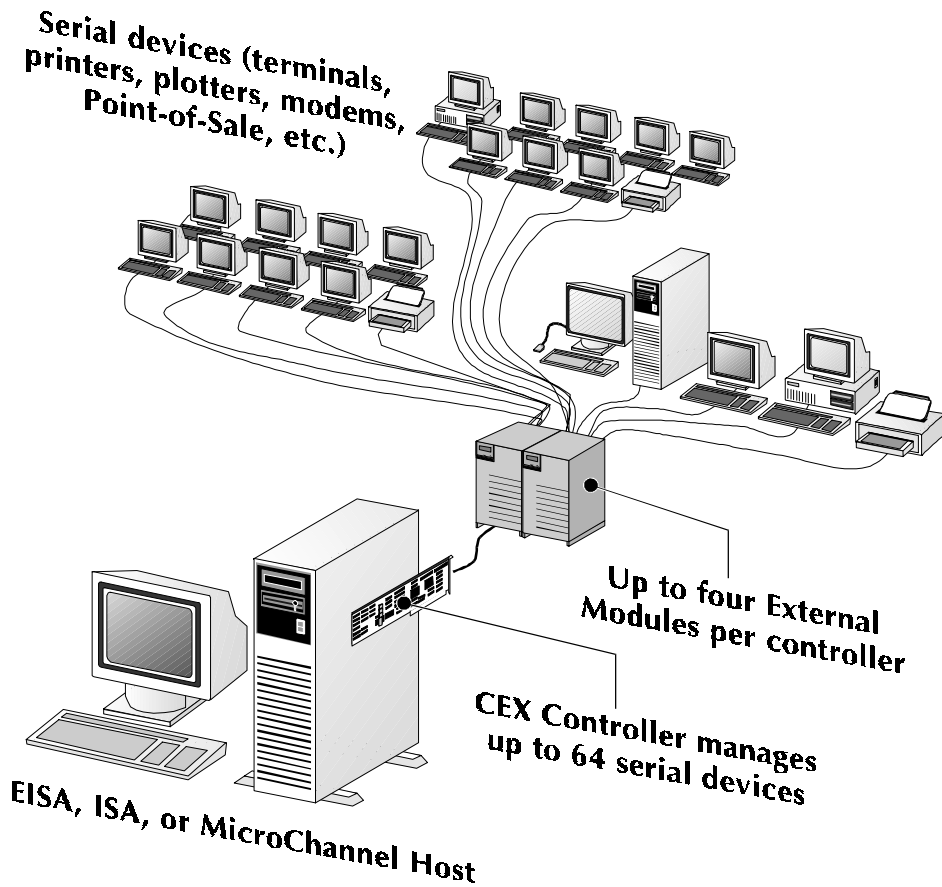 Serial devices (terminals,
printers, plotters, modems,
Point-of-Sale, etc.)
Up to four External
Modules per controller
CEX Controller manages
up to 64 serial devices
EISA, ISA, or MicroChannel Host